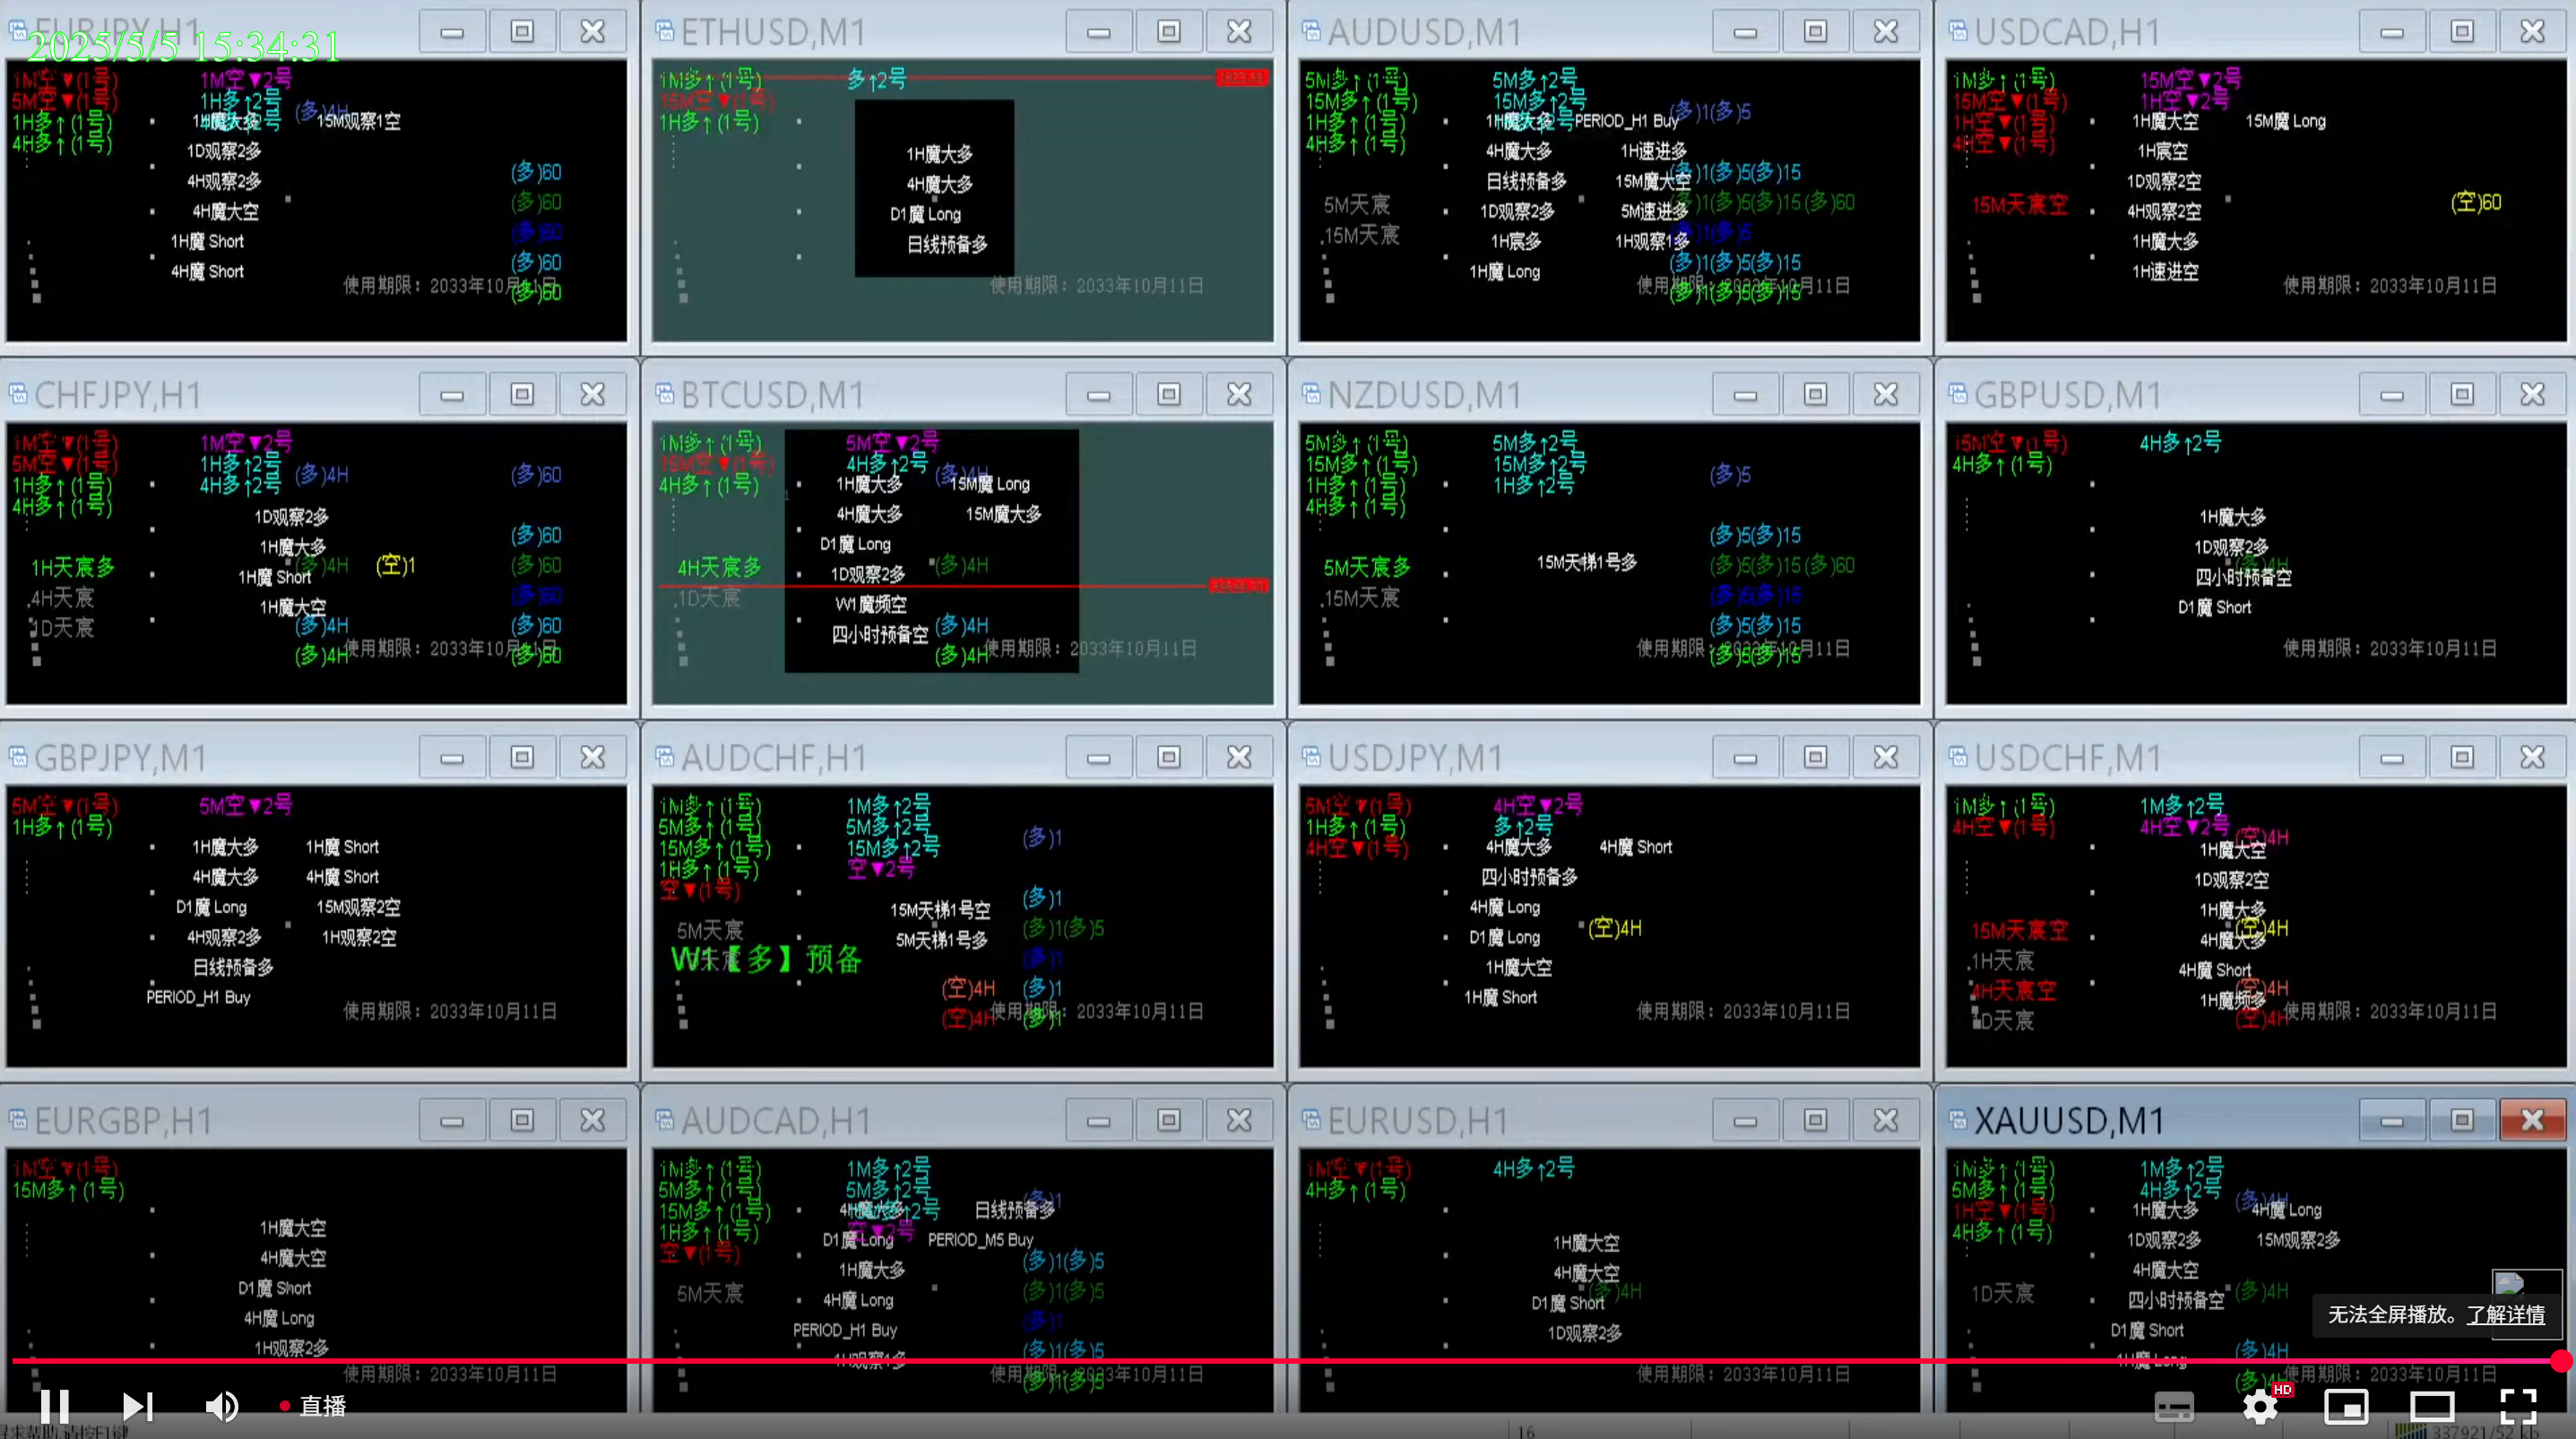 2025/5/5 15:34:31
EURJPY,H1
1M空▼(1号) 1M空▼2号
5M空▼(1号) 1H多↑2号 (多)4H
1H多↑(1号) 1H魔大多 15M观察1空
4H多↑(1号)
1D观察2多
4H观察2多 (多)60
4H魔大空 (多)60
1H魔 Short (多)60
4H魔 Short (多)60
使用期限：2033年10月11日
(多)60
ETHUSD,M1
1M多↑(1号) 多↑2号
15M空▼(1号)
1H多↑(1号)
1H魔大多
4H魔大多
D1魔 Long
日线预备多
使用期限：2033年10月11日
AUDUSD,M1
5M多↑(1号) 5M多↑2号
15M多↑(1号) 15M多↑2号 (多)1(多)5
1H多↑(1号) 1H魔大多 PERIOD_H1 Buy
4H多↑(1号) 4H魔大多 1H速进多
日线预备多 15M魔大空 (多)1(多)5(多)15
5M天宸 1D观察2多 5M速进多 (多)1(多)5(多)15(多)60
15M天宸 1H宸多 1H观察1多 (多)1(多)5
1H魔 Long (多)1(多)5(多)15
使用期限：2033年10月11日
(多)1(多)5(多)15
USDCAD,H1
1M多↑(1号) 15M空▼2号
15M空▼(1号) 1H空▼2号
1H空▼(1号) 1H魔大空 15M魔 Long
4H空▼(1号) 1H宸空
1D观察2空
15M天宸空 4H观察2空 (空)60
1H魔大多
1H速进空
使用期限：2033年10月11日
CHFJPY,H1
1M空▼(1号) 1M空▼2号
5M空▼(1号) 1H多↑2号 (多)4H (多)60
1H多↑(1号) 4H多↑2号
4H多↑(1号) 1D观察2多
1H魔大多 (多)60
1H天宸多 1H魔 Short (多)4H (空)1 (多)60
4H天宸 1H魔大空 (多)60
1D天宸 (多)4H (多)60
使用期限：2033年10月11日
(多)4H (多)60
BTCUSD,M1
1M多↑(1号) 5M空▼2号
15M空▼(1号) 4H多↑2号 (多)4H
4H多↑(1号) 1H魔大多 15M魔 Long
4H魔大多 15M魔大多
D1魔 Long
4H天宸多 1D观察2多 (多)4H
1D天宸 W1魔频空
四小时预备空 (多)4H
(多)4H 使用期限：2033年10月11日
NZDUSD,M1
5M多↑(1号) 5M多↑2号
15M多↑(1号) 15M多↑2号 (多)5
1H多↑(1号) 1H多↑2号
4H多↑(1号)
(多)5(多)15
5M天宸多 15M天梯1号多 (多)5(多)15(多)60
15M天宸 (多)5(多)15
(多)5(多)15
使用期限：2033年10月11日
(多)5(多)15
GBPUSD,M1
15M空▼(1号) 4H多↑2号
4H多↑(1号)
1H魔大多
1D观察2多
四小时预备空 (多)4H
D1魔 Short
使用期限：2033年10月11日
GBPJPY,M1
5M空▼(1号) 5M空▼2号
1H多↑(1号)
1H魔大多 1H魔 Short
4H魔大多 4H魔 Short
D1魔 Long 15M观察2空
4H观察2多 1H观察2空
日线预备多
PERIOD_H1 Buy
使用期限：2033年10月11日
AUDCHF,H1
1M多↑(1号) 1M多↑2号
5M多↑(1号) 5M多↑2号 (多)1
15M多↑(1号) 15M多↑2号
1H多↑(1号) 空▼2号
空▼(1号) 15M天梯1号空 (多)1
5M天宸 5M天梯1号多 (多)1(多)5
W1【多】预备 (多)1
(空)4H (多)1
(空)4H (多)1
使用期限：2033年10月11日
USDJPY,M1
5M空▼(1号) 4H空▼2号
1H多↑(1号) 多↑2号
4H空▼(1号) 4H魔大多 4H魔 Short
四小时预备多
4H魔 Long
D1魔 Long (空)4H
1H魔大空
1H魔 Short
使用期限：2033年10月11日
USDCHF,M1
1M多↑(1号) 1M多↑2号
4H空▼(1号) 4H空▼2号 (空)4H
1H魔大空
1D观察2空
1H魔大多
15M天宸空 4H魔大多 (空)4H
1H天宸 4H魔 Short
4H天宸空 1H魔频多 (空)4H
1D天宸 (空)4H
使用期限：2033年10月11日
EURGBP,H1
1M空▼(1号)
15M多↑(1号)
1H魔大空
4H魔大空
D1魔 Short
4H魔 Long
1H观察2多
使用期限：2033年10月11日
AUDCAD,H1
1M多↑(1号) 1M多↑2号
5M多↑(1号) 5M多↑2号 (多)1
15M多↑(1号) 4H魔大多 日线预备多
1H多↑(1号) 空▼2号
空▼(1号) D1魔 Long PERIOD_M5 Buy
1H魔大多 (多)1(多)5
5M天宸 4H魔 Long (多)1(多)5
PERIOD_H1 Buy (多)1
1H观察1多 (多)1(多)5
使用期限：2033年10月11日
(多)1(多)5
EURUSD,H1
1M空▼(1号) 4H多↑2号
4H多↑(1号)
1H魔大空
4H魔大空
D1魔 Short (多)4H
1D观察2多
使用期限：2033年10月11日
XAUUSD,M1
1M多↑(1号) 1M多↑2号
5M多↑(1号) 4H多↑2号 (多)4H
1H空▼(1号) 1H魔大多 4H魔 Long
4H多↑(1号) 1D观察2多 15M观察2多
4H魔大空
1D天宸 四小时预备空 (多)4H
D1魔 Short
1H魔 Long (多)4H
使用期限：2033年10月11日
无法全屏播放。了解详情
直播
HD
16
337921/52 kb